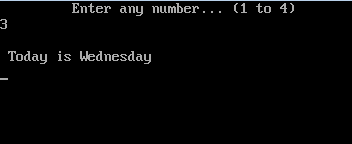 Enter any number... (1 to 4)
3
Today is Wednesday